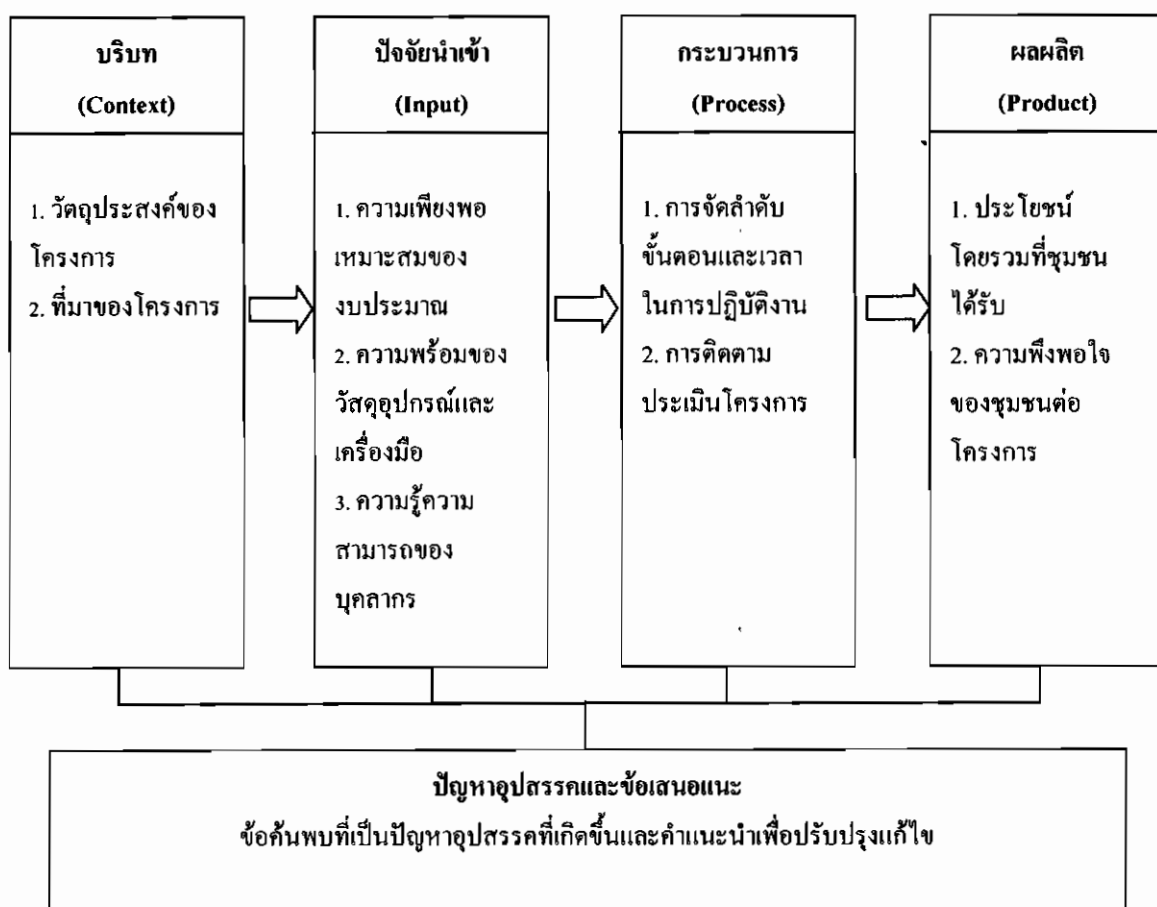 บริบท
(Context)
1. วัตถุประสงค์ของ
โครงการ
2. ที่มาของโครงการ
ปัจจัยนำเข้า
(Input)
1. ความเพียงพอ
เหมาะสมของ
งบประมาณ
2. ความพร้อมของ
วัสดุอุปกรณ์และ
เครื่องมือ
3. ความรู้ความ
สามารถของ
บุคลากร
กระบวนการ
(Process)
1. การจัดลำดับ
ขั้นตอนและเวลา
ในการปฏิบัติงาน
2. การติดตาม
ประเมินโครงการ
ผลผลิต
(Product)
1. ประโยชน์
โดยรวมที่ชุมชน
ได้รับ
2. ความพึงพอใจ
ของชุมชนต่อ
โครงการ
ปัญหาอุปสรรคและข้อเสนอแนะ
ข้อค้นพบที่เป็นปัญหาอุปสรรคที่เกิดขึ้นและคำแนะนำเพื่อปรับปรุงแก้ไข